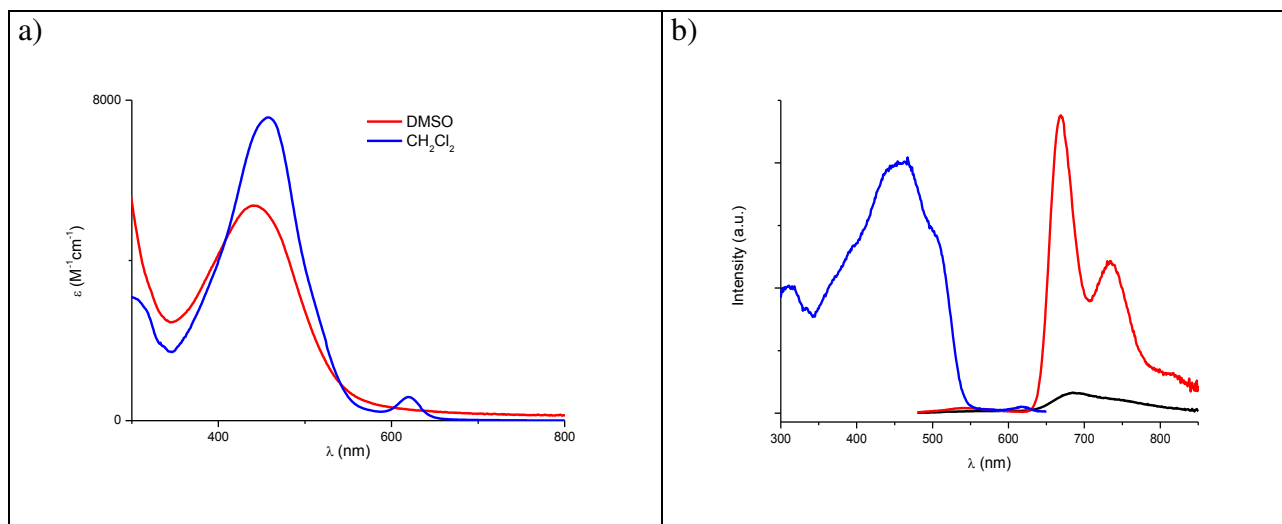 a)
8000
DMSO
CH₂Cl₂
ε (M⁻¹cm⁻¹)
0
400
600
800
λ (nm)
b)
Intensity (a.u.)
300
400
500
600
700
800
λ (nm)